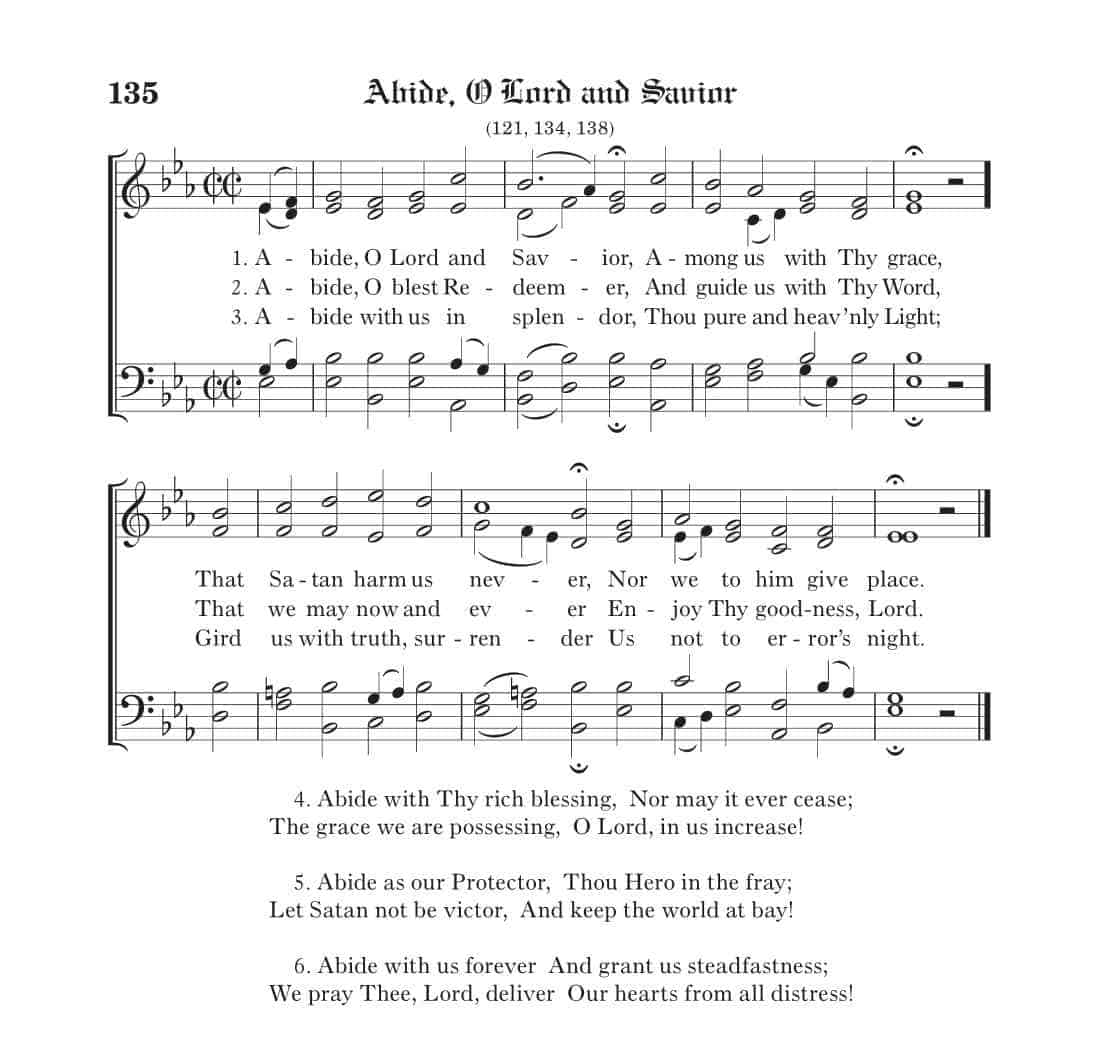 135 Abide, O Lord and Savior
(121, 134, 138)
1. A - bide, O Lord and Sav - ior, A - mong us with Thy grace,
2. A - bide, O blest Re - deem - er, And guide us with Thy Word,
3. A - bide with us in splen - dor, Thou pure and heav’nly Light;
That Sa - tan harm us nev - er, Nor we to him give place.
That we may now and ev - er En - joy Thy good-ness, Lord.
Gird us with truth, sur - ren - der Us not to er - ror’s night.
4. Abide with Thy rich blessing, Nor may it ever cease;
The grace we are possessing, O Lord, in us increase!
5. Abide as our Protector, Thou Hero in the fray;
Let Satan not be victor, And keep the world at bay!
6. Abide with us forever And grant us steadfastness;
We pray Thee, Lord, deliver Our hearts from all distress!